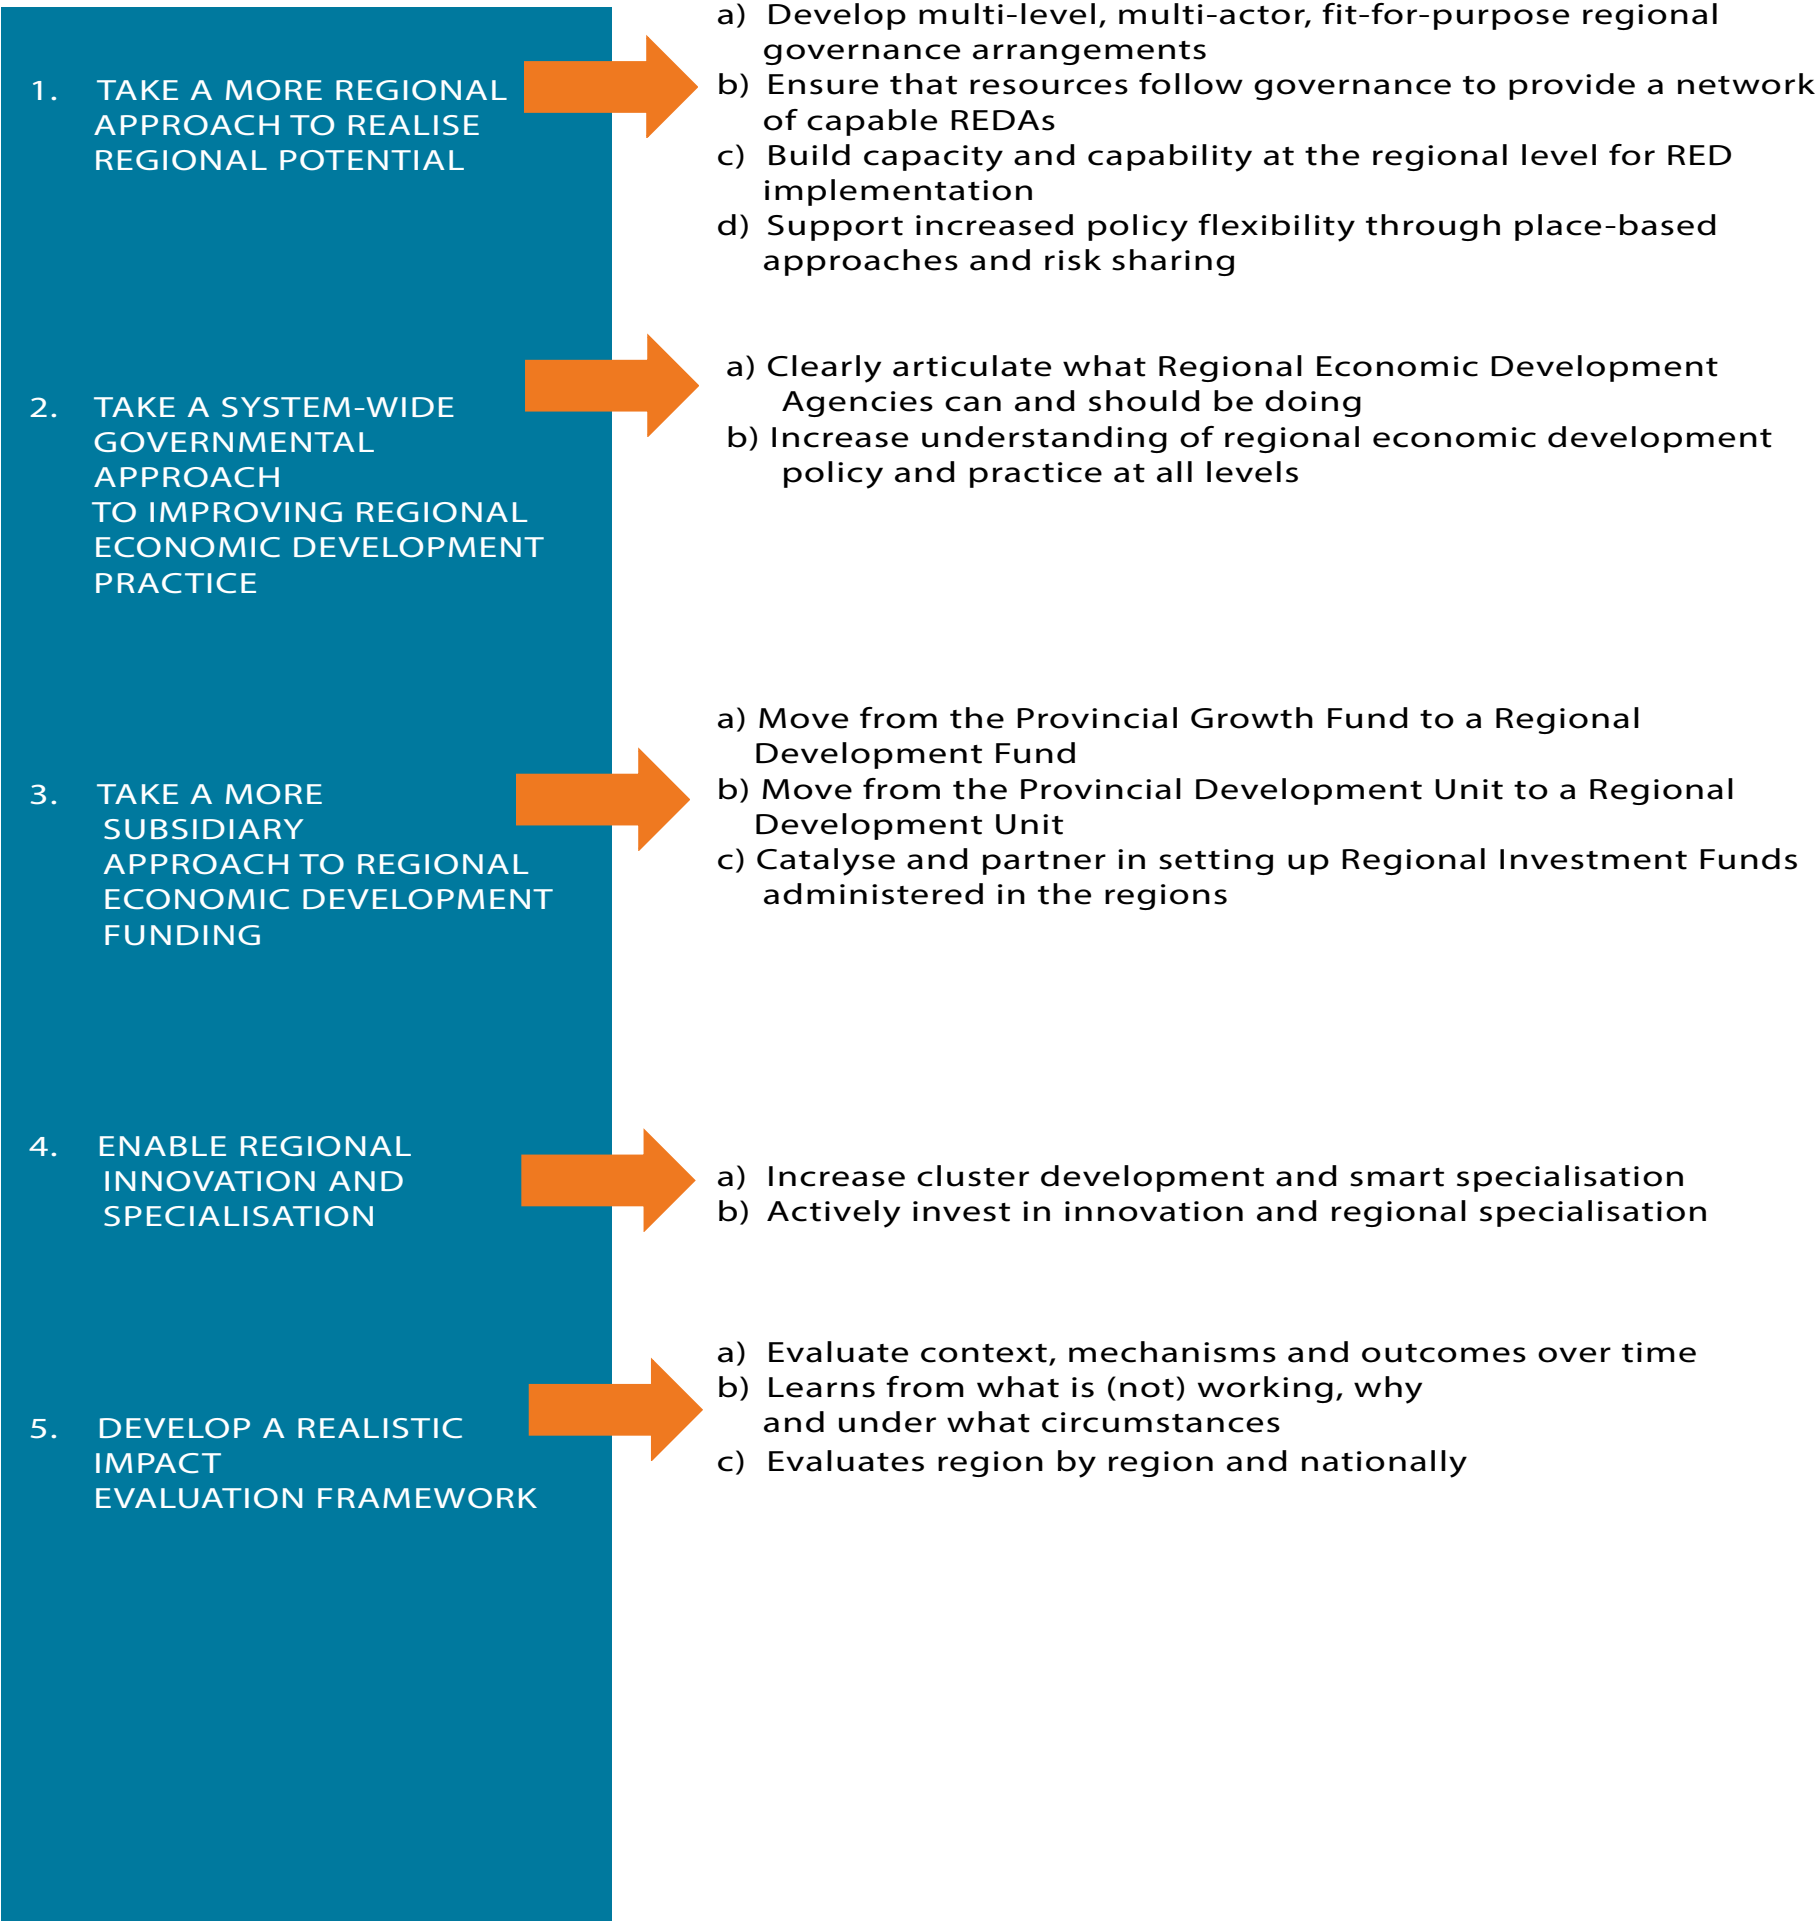 1. TAKE A MORE REGIONAL
APPROACH TO REALISE
REGIONAL POTENTIAL
a) Develop multi-level, multi-actor, fit-for-purpose regional
governance arrangements
b) Ensure that resources follow governance to provide a network
of capable REDAs
c) Build capacity and capability at the regional level for RED
implementation
d) Support increased policy flexibility through place-based
approaches and risk sharing
2. TAKE A SYSTEM-WIDE
GOVERNMENTAL
APPROACH
TO IMPROVING REGIONAL
ECONOMIC DEVELOPMENT
PRACTICE
a) Clearly articulate what Regional Economic Development
Agencies can and should be doing
b) Increase understanding of regional economic development
policy and practice at all levels
3. TAKE A MORE
SUBSIDIARY
APPROACH TO REGIONAL
ECONOMIC DEVELOPMENT
FUNDING
a) Move from the Provincial Growth Fund to a Regional
Development Fund
b) Move from the Provincial Development Unit to a Regional
Development Unit
c) Catalyse and partner in setting up Regional Investment Funds
administered in the regions
4. ENABLE REGIONAL
INNOVATION AND
SPECIALISATION
a) Increase cluster development and smart specialisation
b) Actively invest in innovation and regional specialisation
5. DEVELOP A REALISTIC
IMPACT
EVALUATION FRAMEWORK
a) Evaluate context, mechanisms and outcomes over time
b) Learns from what is (not) working, why
and under what circumstances
c) Evaluates region by region and nationally